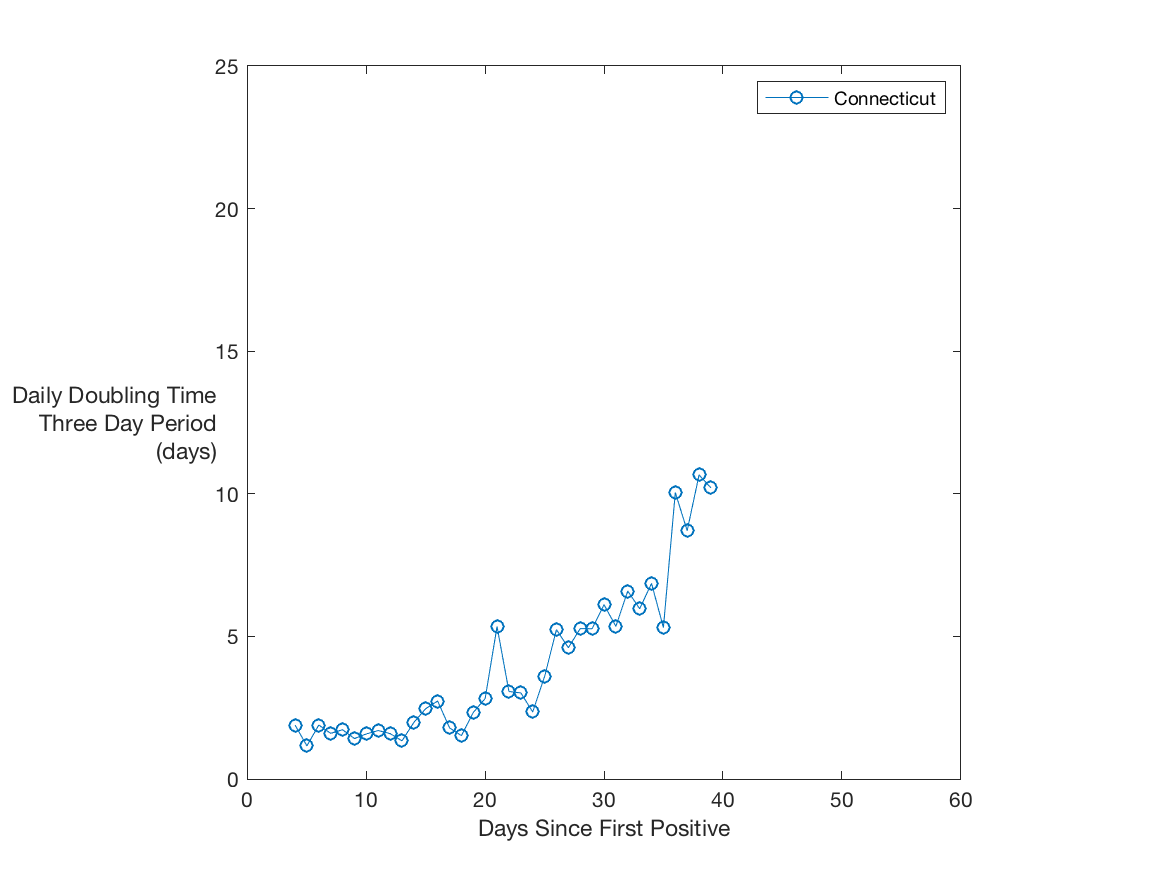 25
Connecticut
20
15
Daily Doubling Time
Three Day Period
(days)
10
5
0
0 10 20 30 40 50 60
Days Since First Positive